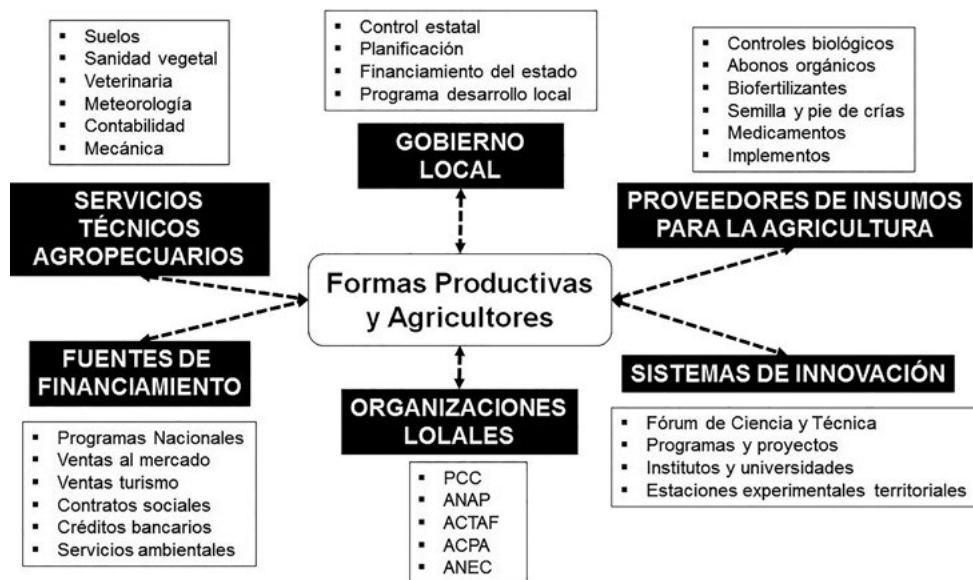 ▪ Suelos
▪ Sanidad vegetal
▪ Veterinaria
▪ Meteorología
▪ Contabilidad
▪ Mecánica
SERVICIOS
TÉCNICOS
AGROPECUARIOS
▪ Control estatal
▪ Planificación
▪ Financiamiento del estado
▪ Programa desarrollo local
GOBIERNO
LOCAL
▪ Controles biológicos
▪ Abonos orgánicos
▪ Biofertilizantes
▪ Semilla y pie de crías
▪ Medicamentos
▪ Implementos
PROVEEDORES DE INSUMOS
PARA LA AGRICULTURA
Formas Productivas
y Agricultores
FUENTES DE
FINANCIAMIENTO
▪ Programas Nacionales
▪ Ventas al mercado
▪ Ventas turismo
▪ Contratos sociales
▪ Créditos bancarios
▪ Servicios ambientales
ORGANIZACIONES
LOLALES
▪ PCC
▪ ANAP
▪ ACTAF
▪ ACPA
▪ ANEC
SISTEMAS DE INNOVACIÓN
▪ Fórum de Ciencia y Técnica
▪ Programas y proyectos
▪ Institutos y universidades
▪ Estaciones experimentales territoriales